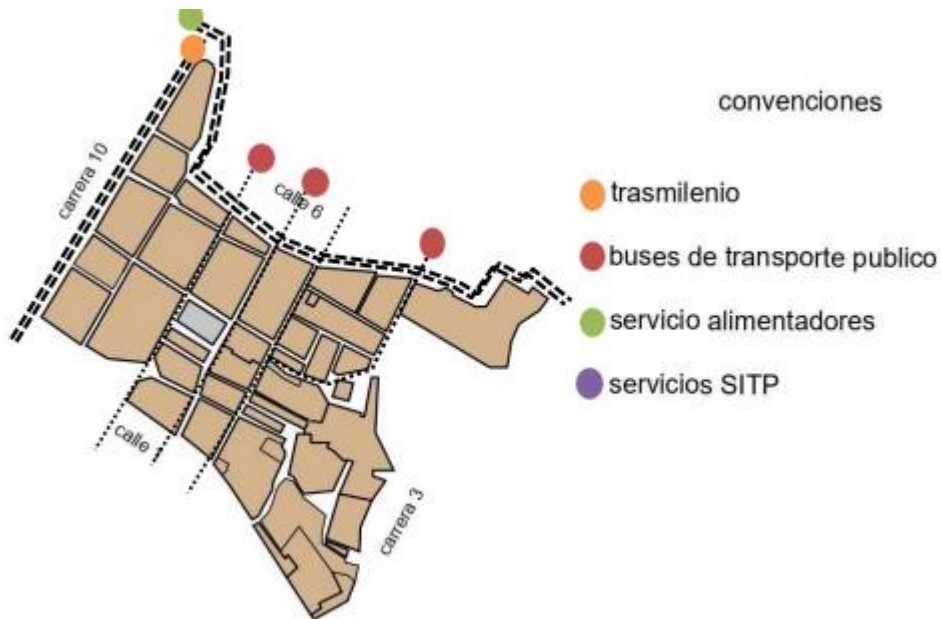 convenciones
trasmilenio
buses de transporte publico
servicio alimentadores
servicios SITP
carrera 10
calle 6
calle
carrera 3